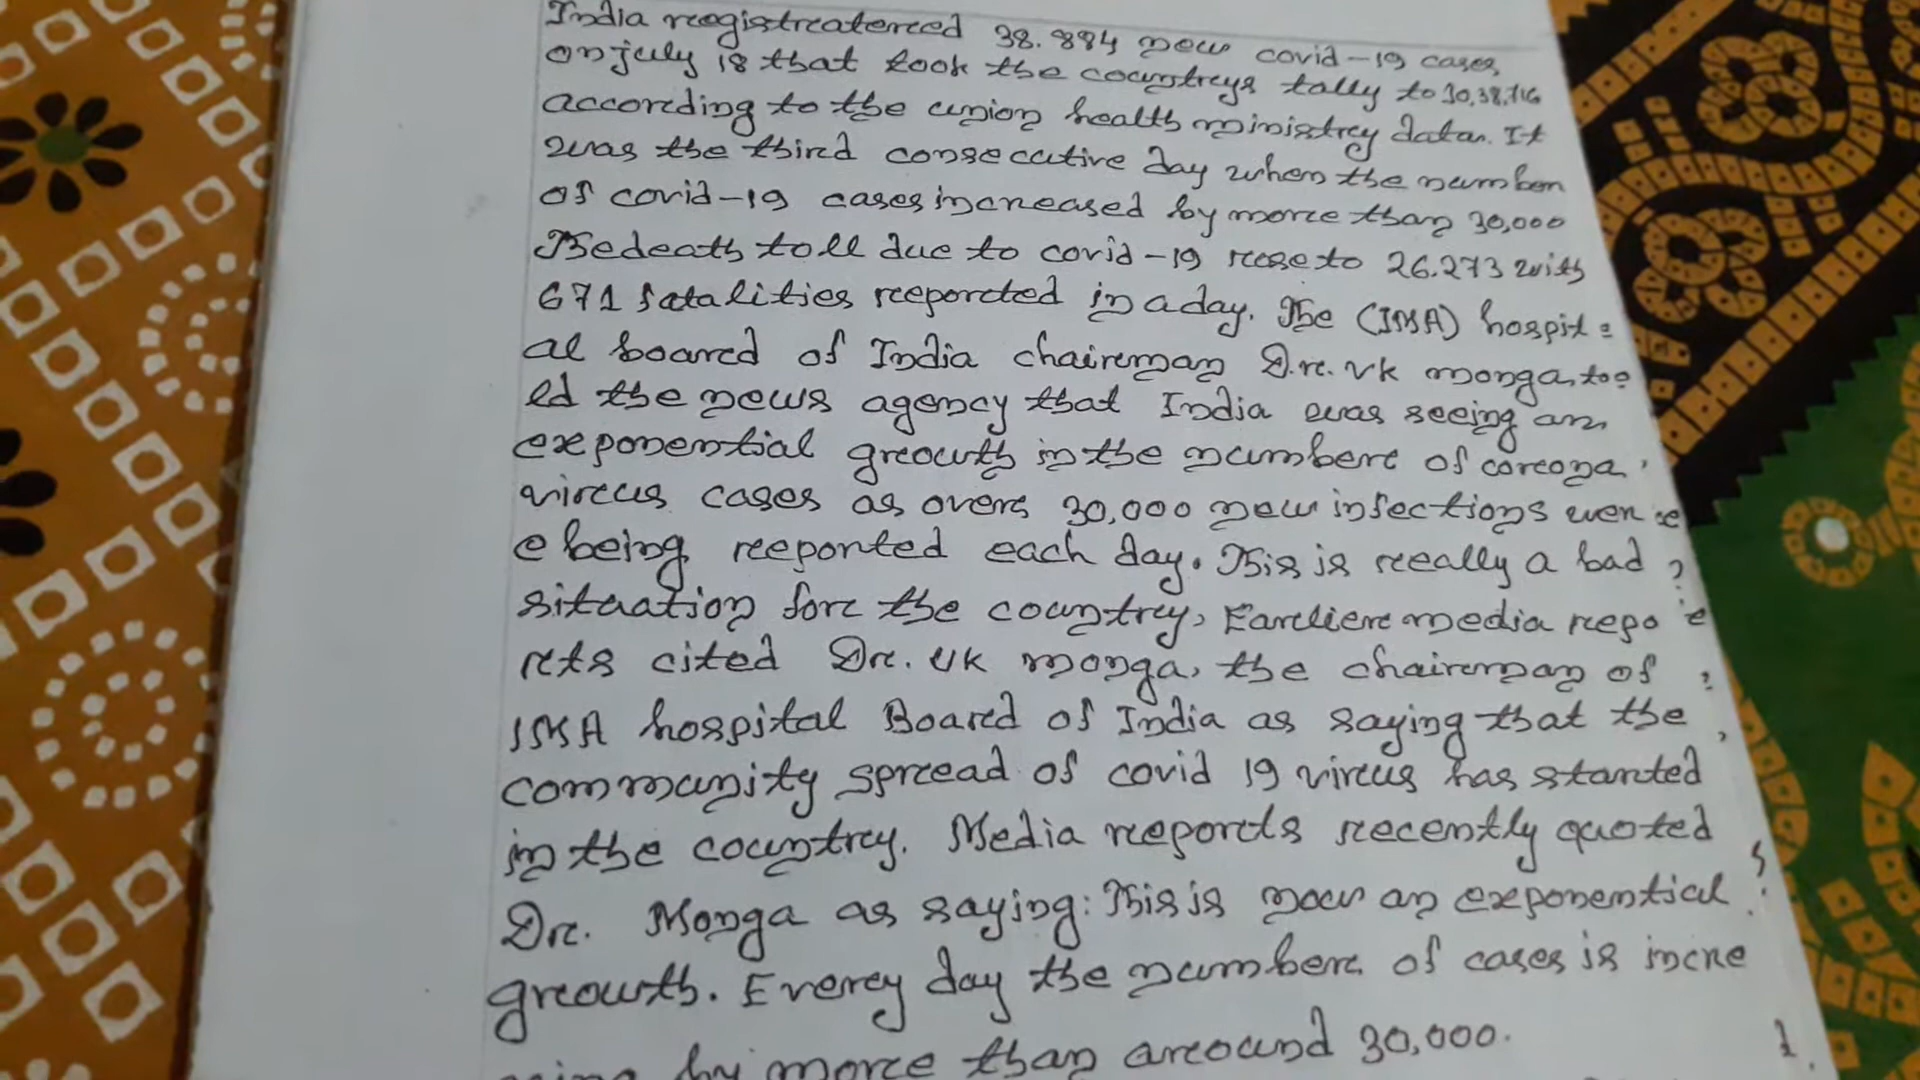 India registratered 38.884 new covid-19 cases
on july 18 that took the countrys tally to 10,38,716
according to the union health ministry data. It
was the third consecutive day when the number
of covid-19 cases increased by more than 30,000
The death toll due to covid-19 rose to 26.273 with
671 fatalities reported in a day. The (IMA) hospit=
al board of India chairman Dr. vk monga, to=
ld the news agency that India was seeing an
exponential growth in the number of corona
virus cases as over 30,000 new infections wer
e being reported each day. This is really a bad
situation for the country, Earlier media repo
rts cited Dr. vk monga, the chairman of
IMA hospital Board of India as saying that the
community spread of covid 19 virus has started
in the country. Media reports recently quoted
Dr. Monga as saying: This is now an exponential
growth. Every day the number of cases is incre
by more than around 30,000.